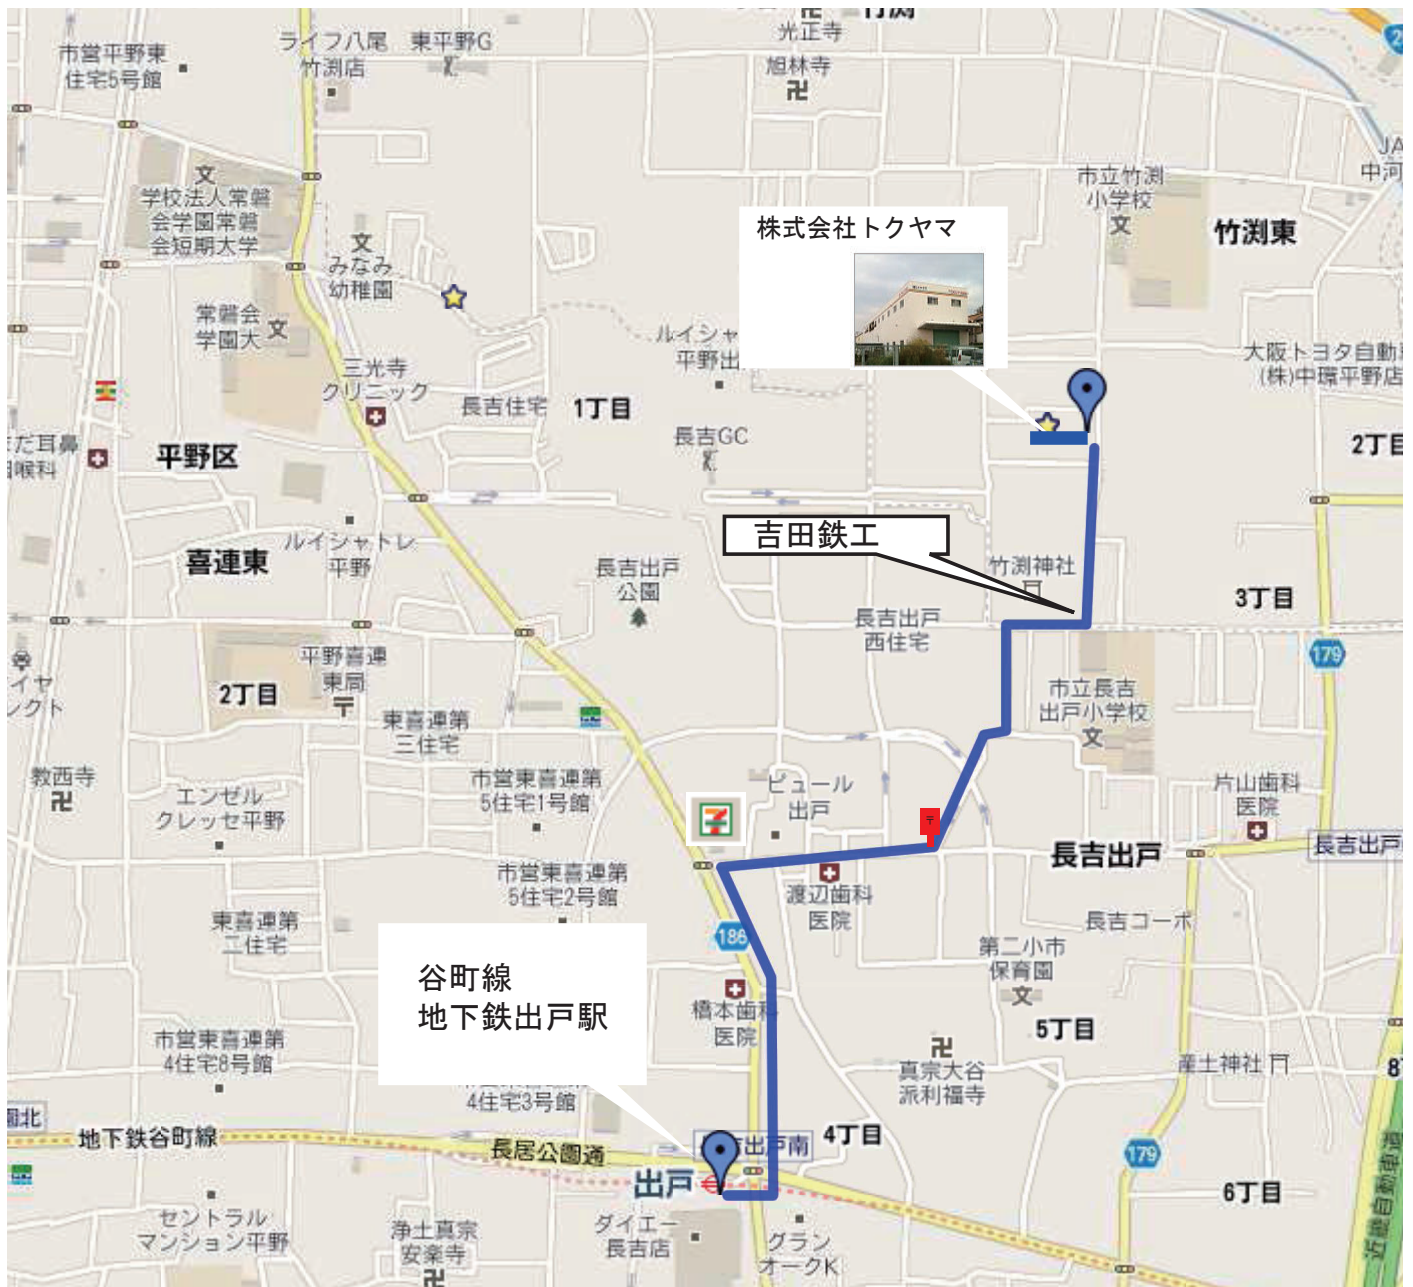 竹渕
光正寺
ライフ八尾
竹渕店
東平野G
市営平野東
住宅5号館
旭林寺
学校法人常磐
会学園常磐
会短期大学
みなみ
幼稚園
市立竹渕
小学校
竹渕東
株式会社トクヤマ
常磐会
学園大
三光寺
クリニック
長吉住宅
1丁目
長吉GC
大阪トヨタ自動車
(株)中環平野店
平野区
2丁目
吉田鉄工
ルイシャトレ
平野
喜連東
長吉出戸
公園
竹渕神社
3丁目
長吉出戸
西住宅
179
平野喜連
東局
2丁目
東喜連第
三住宅
市立長吉
出戸小学校
教西寺
エンゼル
クレッセ平野
市営東喜連第
5住宅1号館
ビュール
出戸
片山歯科
医院
〒
長吉出戸
長吉出戸
市営東喜連第
5住宅2号館
渡辺歯科
医院
東喜連第
二住宅
186
長吉コーポ
第二小市
保育園
谷町線
地下鉄出戸駅
橋本歯科
医院
5丁目
市営東喜連第
4住宅8号館
4住宅3号館
真宗大谷
派利福寺
産土神社
地下鉄谷町線
長居公園通
出戸南
4丁目
179
出戸
6丁目
近畿自動車道
セントラル
マンション平野
浄土真宗
安楽寺
ダイエー
長吉店
グラン
オークK